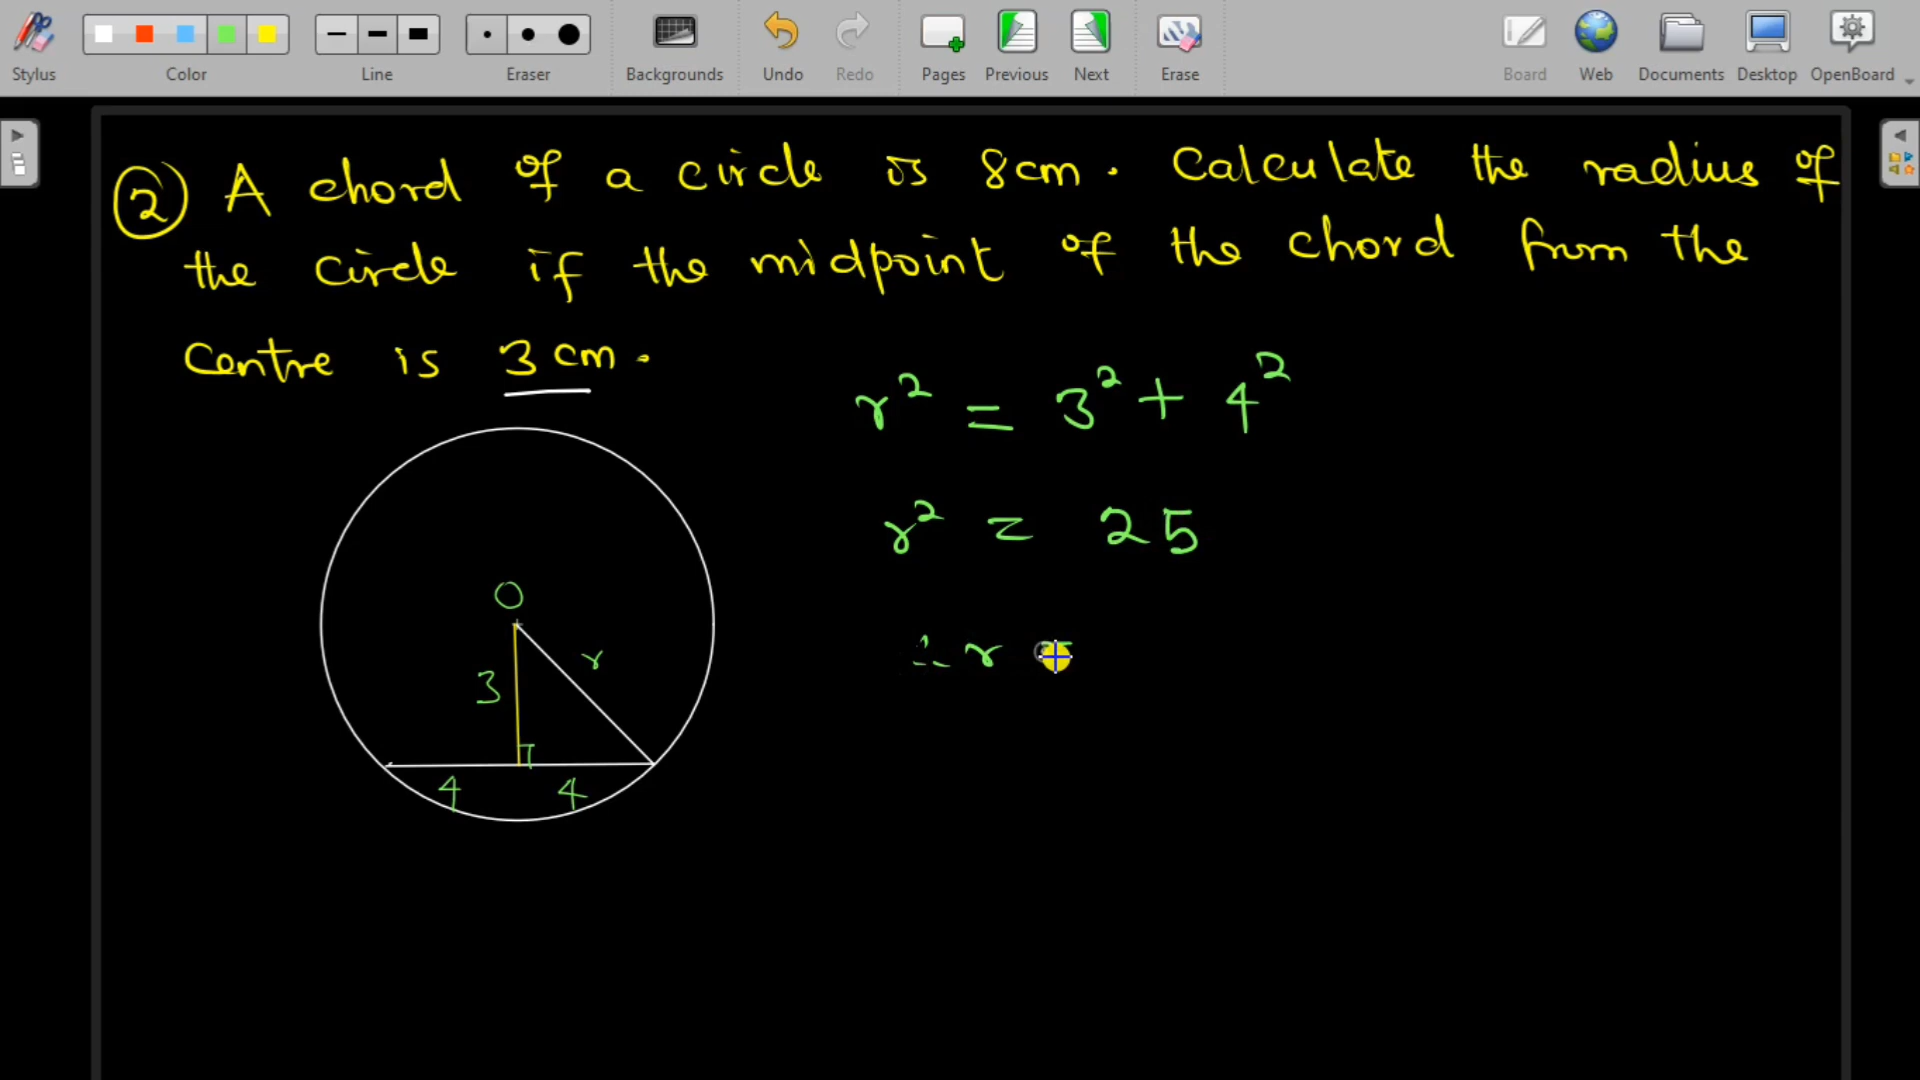 Stylus Color Line Eraser Backgrounds Undo Redo Pages Previous Next Erase Board Web Documents Desktop OpenBoard
② A chord of a circle is 8cm. Calculate the radius of
the circle if the midpoint of the chord from the
Centre is 3 cm.
r² = 3² + 4²
r² = 25
∴ r
O
r
3
4 4